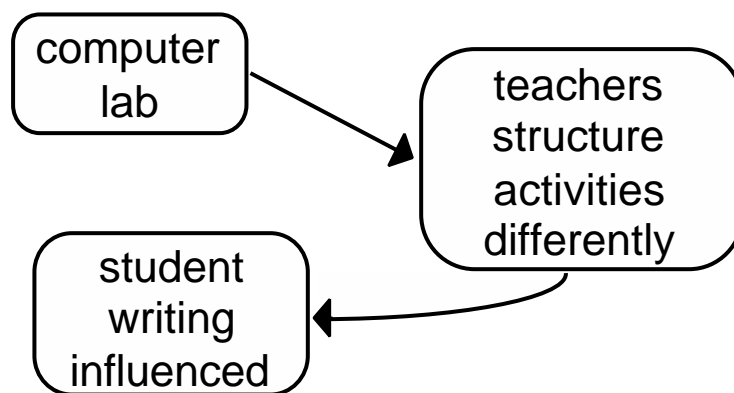 computer
lab
teachers
structure
activities
differently
student
writing
influenced